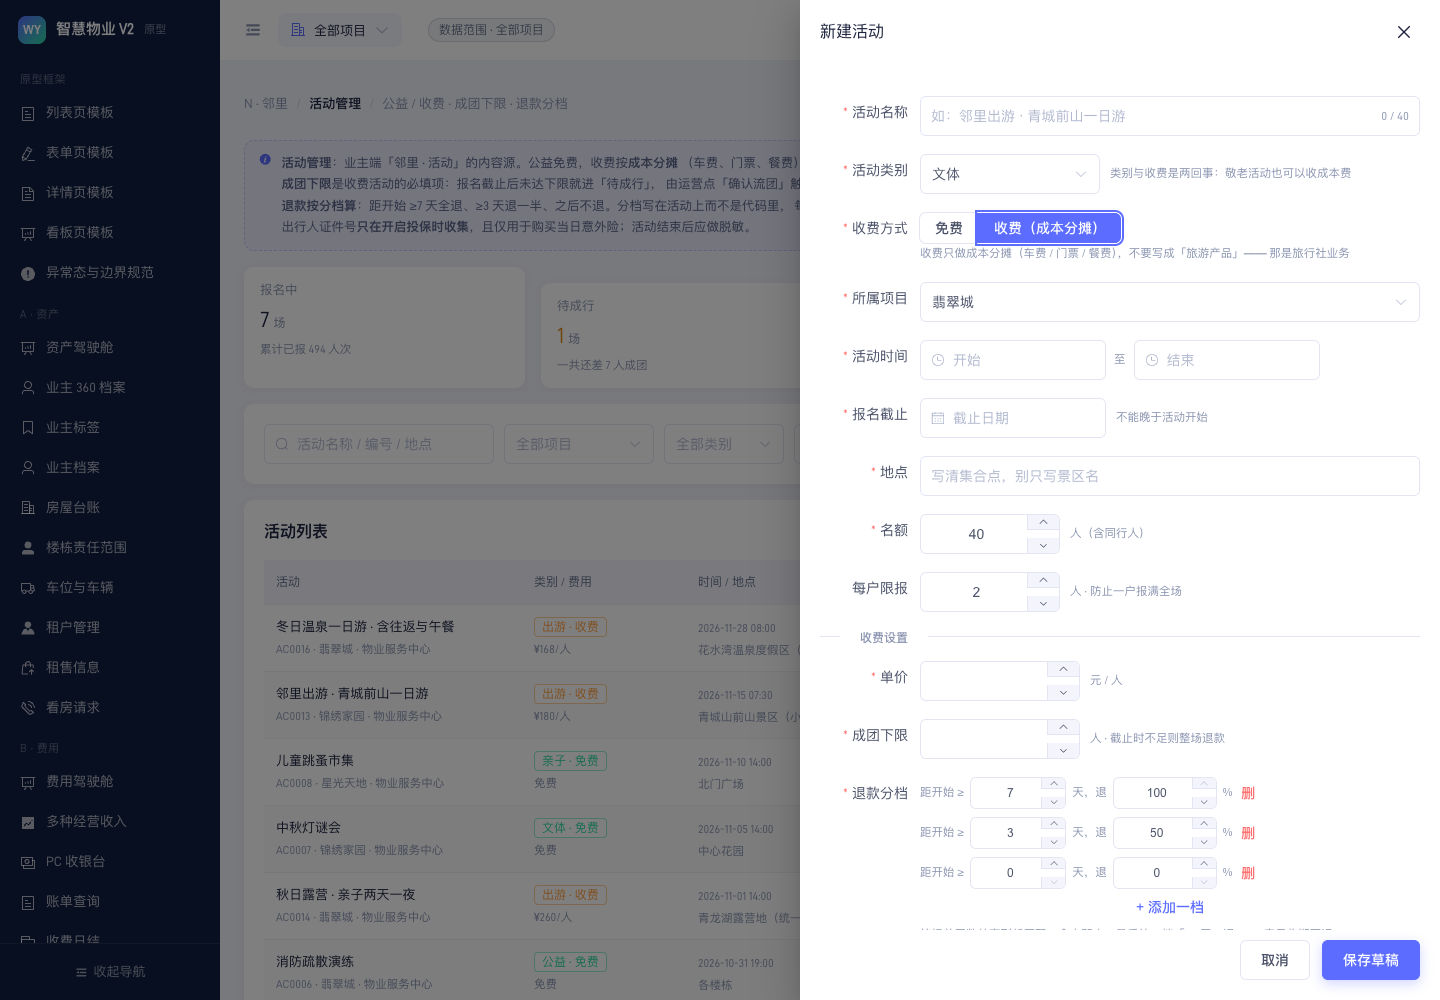 WY 智慧物业 V2 原型
原型框架
列表页模板
表单页模板
详情页模板
看板页模板
异常态与边界规范
A · 资产
资产驾驶舱
业主 360 档案
业主标签
业主档案
房屋台账
楼栋责任范围
车位与车辆
租户管理
租售信息
看房请求
B · 费用
费用驾驶舱
多种经营收入
PC 收银台
账单查询
收费日结
收起导航
全部项目
数据范围 · 全部项目
N · 邻里 / 活动管理 / 公益 / 收费 · 成团下限 · 退款分档
活动管理：业主端「邻里 · 活动」的内容源。公益免费，收费按成本分摊 （车费、门票、餐费）
成团下限是收费活动的必填项：报名截止后未达下限就进「待成行」，由运营点「确认流团」触
退款按分档算：距开始 ≥7 天全退、≥3 天退一半、之后不退。分档写在活动上而不是代码里，
出行人证件号只在开启投保时收集，且仅用于购买当日意外险；活动结束后应做脱敏。
报名中
7 场
累计已报 494 人次
待成行
1 场
一共还差 7 人成团
活动名称 / 编号 / 地点
全部项目
全部类别
活动列表
活动 类别 / 费用 时间 / 地点
冬日温泉一日游 · 含往返与午餐 出游 · 收费 2026-11-28 08:00
AC0016 · 翡翠城 · 物业服务中心 ¥168/人 花水湾温泉度假区（
邻里出游 · 青城前山一日游 出游 · 收费 2026-11-15 07:30
AC0013 · 锦绣家园 · 物业服务中心 ¥180/人 青城山前山景区（小
儿童跳蚤市集 亲子 · 免费 2026-11-10 14:00
AC0008 · 星光天地 · 物业服务中心 免费 北门广场
中秋灯谜会 文体 · 免费 2026-11-05 14:00
AC0007 · 锦绣家园 · 物业服务中心 免费 中心花园
秋日露营 · 亲子两天一夜 出游 · 收费 2026-11-01 14:00
AC0014 · 翡翠城 · 物业服务中心 ¥260/人 青龙湖露营地（统一
消防疏散演练 公益 · 免费 2026-10-31 19:00
AC0006 · 翡翠城 · 物业服务中心 免费 各楼栋
新建活动
* 活动名称 如：邻里出游 · 青城前山一日游 0 / 40
* 活动类别 文体 类别与收费是两回事：敬老活动也可以收成本费
* 收费方式 免费 收费（成本分摊）
收费只做成本分摊（车费 / 门票 / 餐费），不要写成「旅游产品」—— 那是旅行社业务
* 所属项目 翡翠城
* 活动时间 开始 至 结束
* 报名截止 截止日期 不能晚于活动开始
* 地点 写清集合点，别只写景区名
* 名额 40 人（含同行人）
每户限报 2 人 · 防止一户报满全场
收费设置
* 单价 元 / 人
* 成团下限 人 · 截止时不足则整场退款
* 退款分档 距开始 ≥ 7 天，退 100 % 删
距开始 ≥ 3 天，退 50 % 删
距开始 ≥ 0 天，退 0 % 删
+ 添加一档
取消
保存草稿